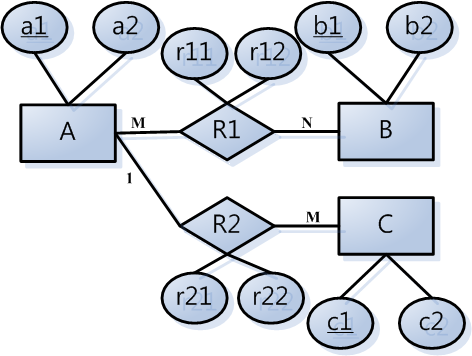 a1 a2 r11 r12 b1 b2
A M R1 N B
1
R2 M C
r21 r22 c1 c2